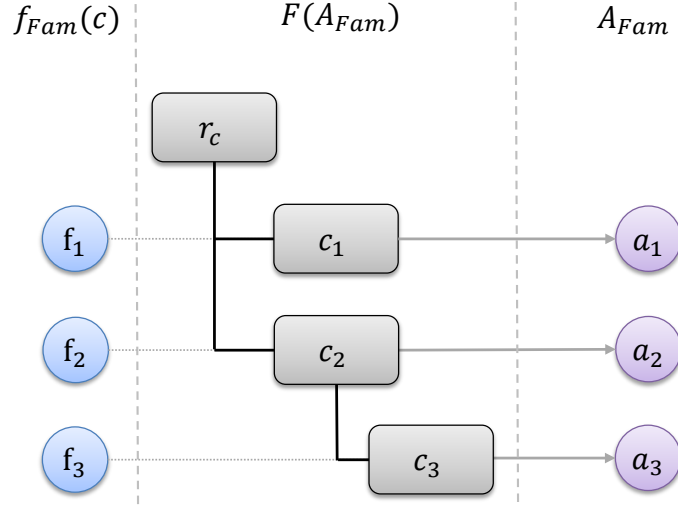 f_Fam(c) F(A_Fam) A_Fam
r_c
f_1 c_1 a_1
f_2 c_2 a_2
f_3 c_3 a_3